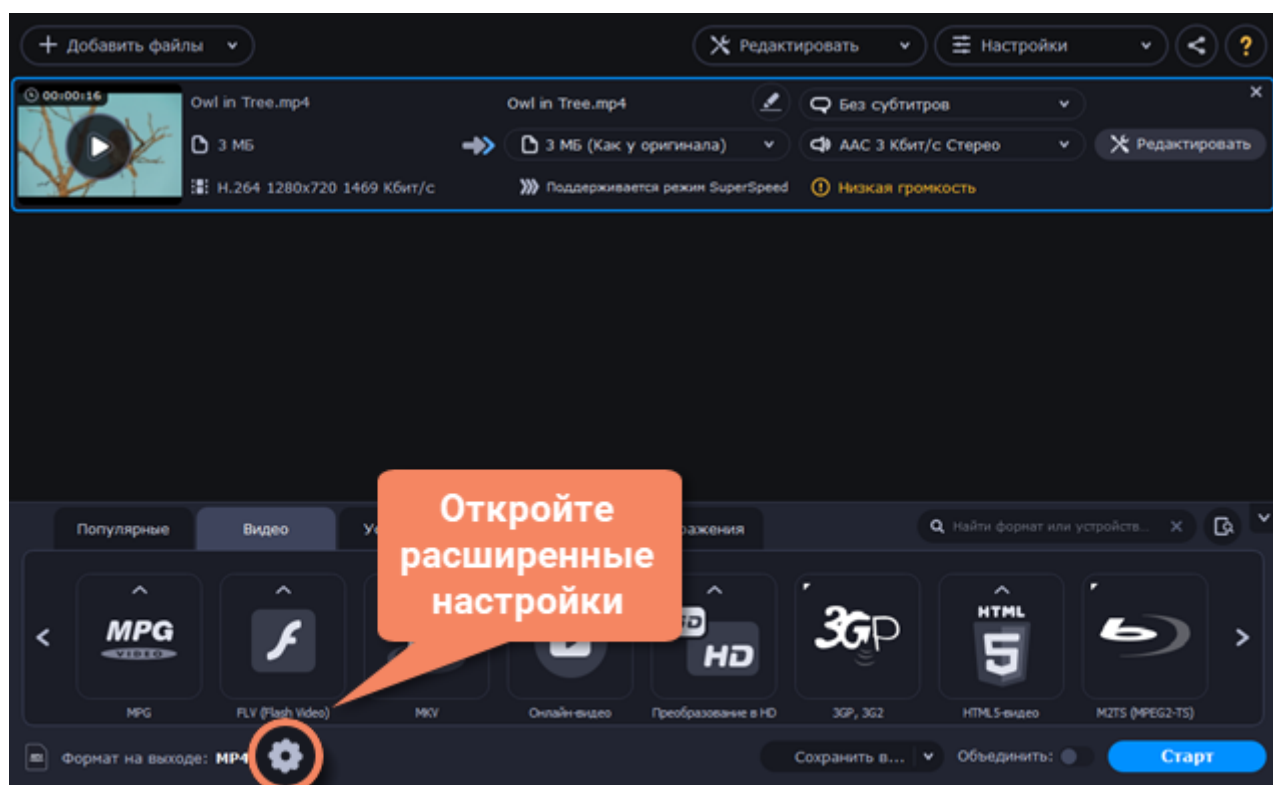 Добавить файлы
Редактировать
Настройки
?
00:00:16
Owl in Tree.mp4
Owl in Tree.mp4
Без субтитров
3 МБ
3 МБ (Как у оригинала)
AAC 3 Кбит/с Стерео
Редактировать
H.264 1280x720 1469 Кбит/с
Поддерживается режим SuperSpeed
Низкая громкость
Откройте
расширенные
настройки
Популярные
Видео
Найти формат или устройств...
MPG
VIDEO
HD
3GP
HTML
5
MPG
FLV (Flash Video)
MKV
Онлайн-видео
Преобразование в HD
3GP, 3G2
HTML5-видео
M2TS (MPEG2-TS)
Формат на выходе: MP4
Сохранить в...
Объединить:
Старт